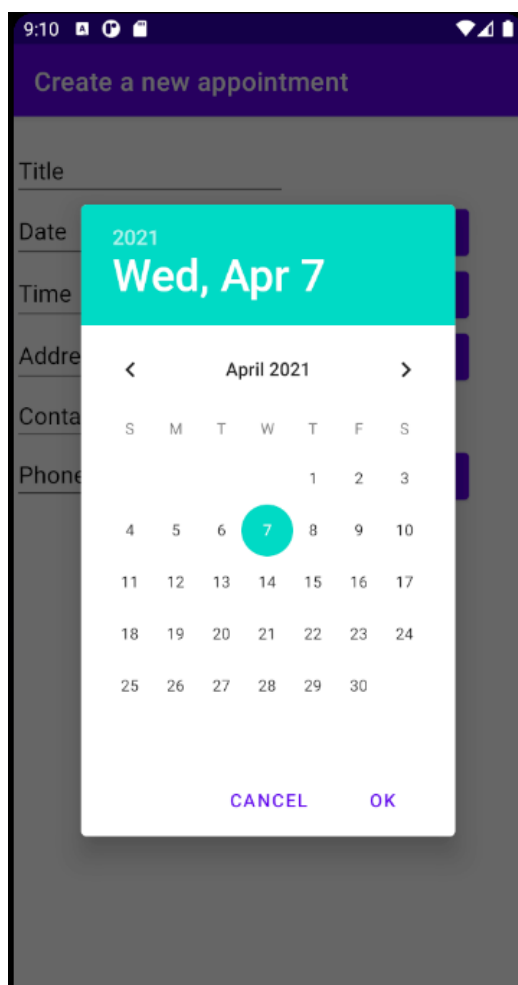 9:10
Create a new appointment
Title
Date
Time
Addre
Conta
Phone
2021
Wed, Apr 7
April 2021
S M T W T F S
1 2 3
4 5 6 7 8 9 10
11 12 13 14 15 16 17
18 19 20 21 22 23 24
25 26 27 28 29 30
CANCEL OK